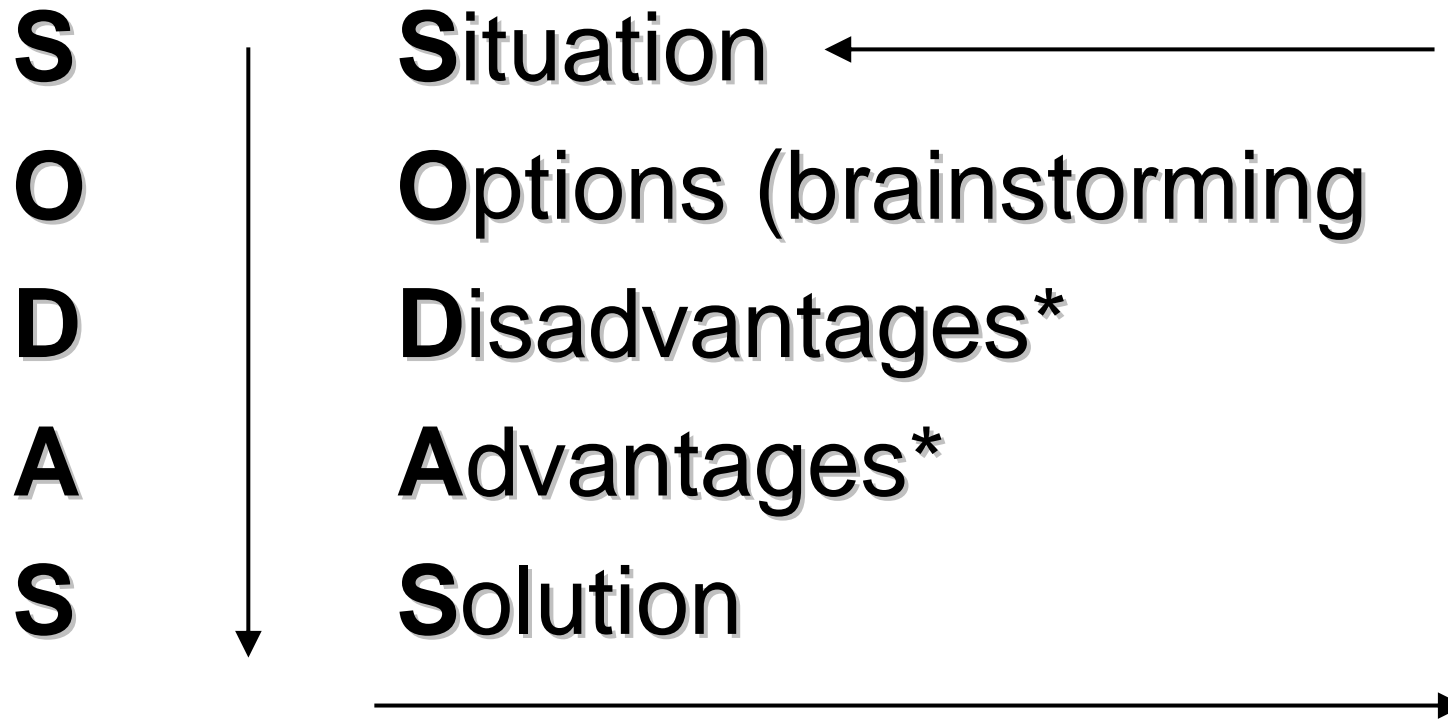 S Situation
O Options (brainstorming
D Disadvantages*
A Advantages*
S Solution